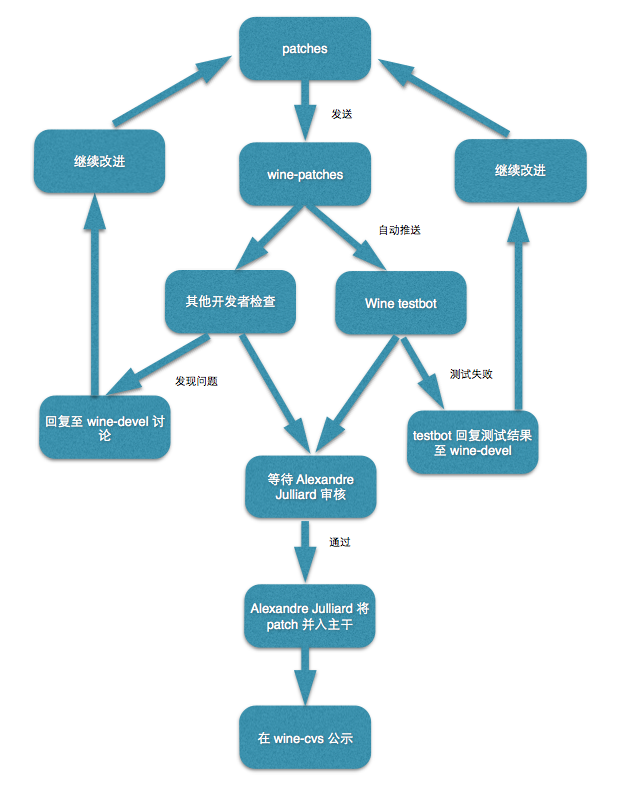 patches
发送
继续改进
wine-patches
继续改进
自动推送
其他开发者检查
Wine testbot
发现问题
测试失败
回复至 wine-devel 讨
论
testbot 回复测试结果
至 wine-devel
等待 Alexandre
Julliard 审核
通过
Alexandre Julliard 将
patch 并入主干
在 wine-cvs 公示